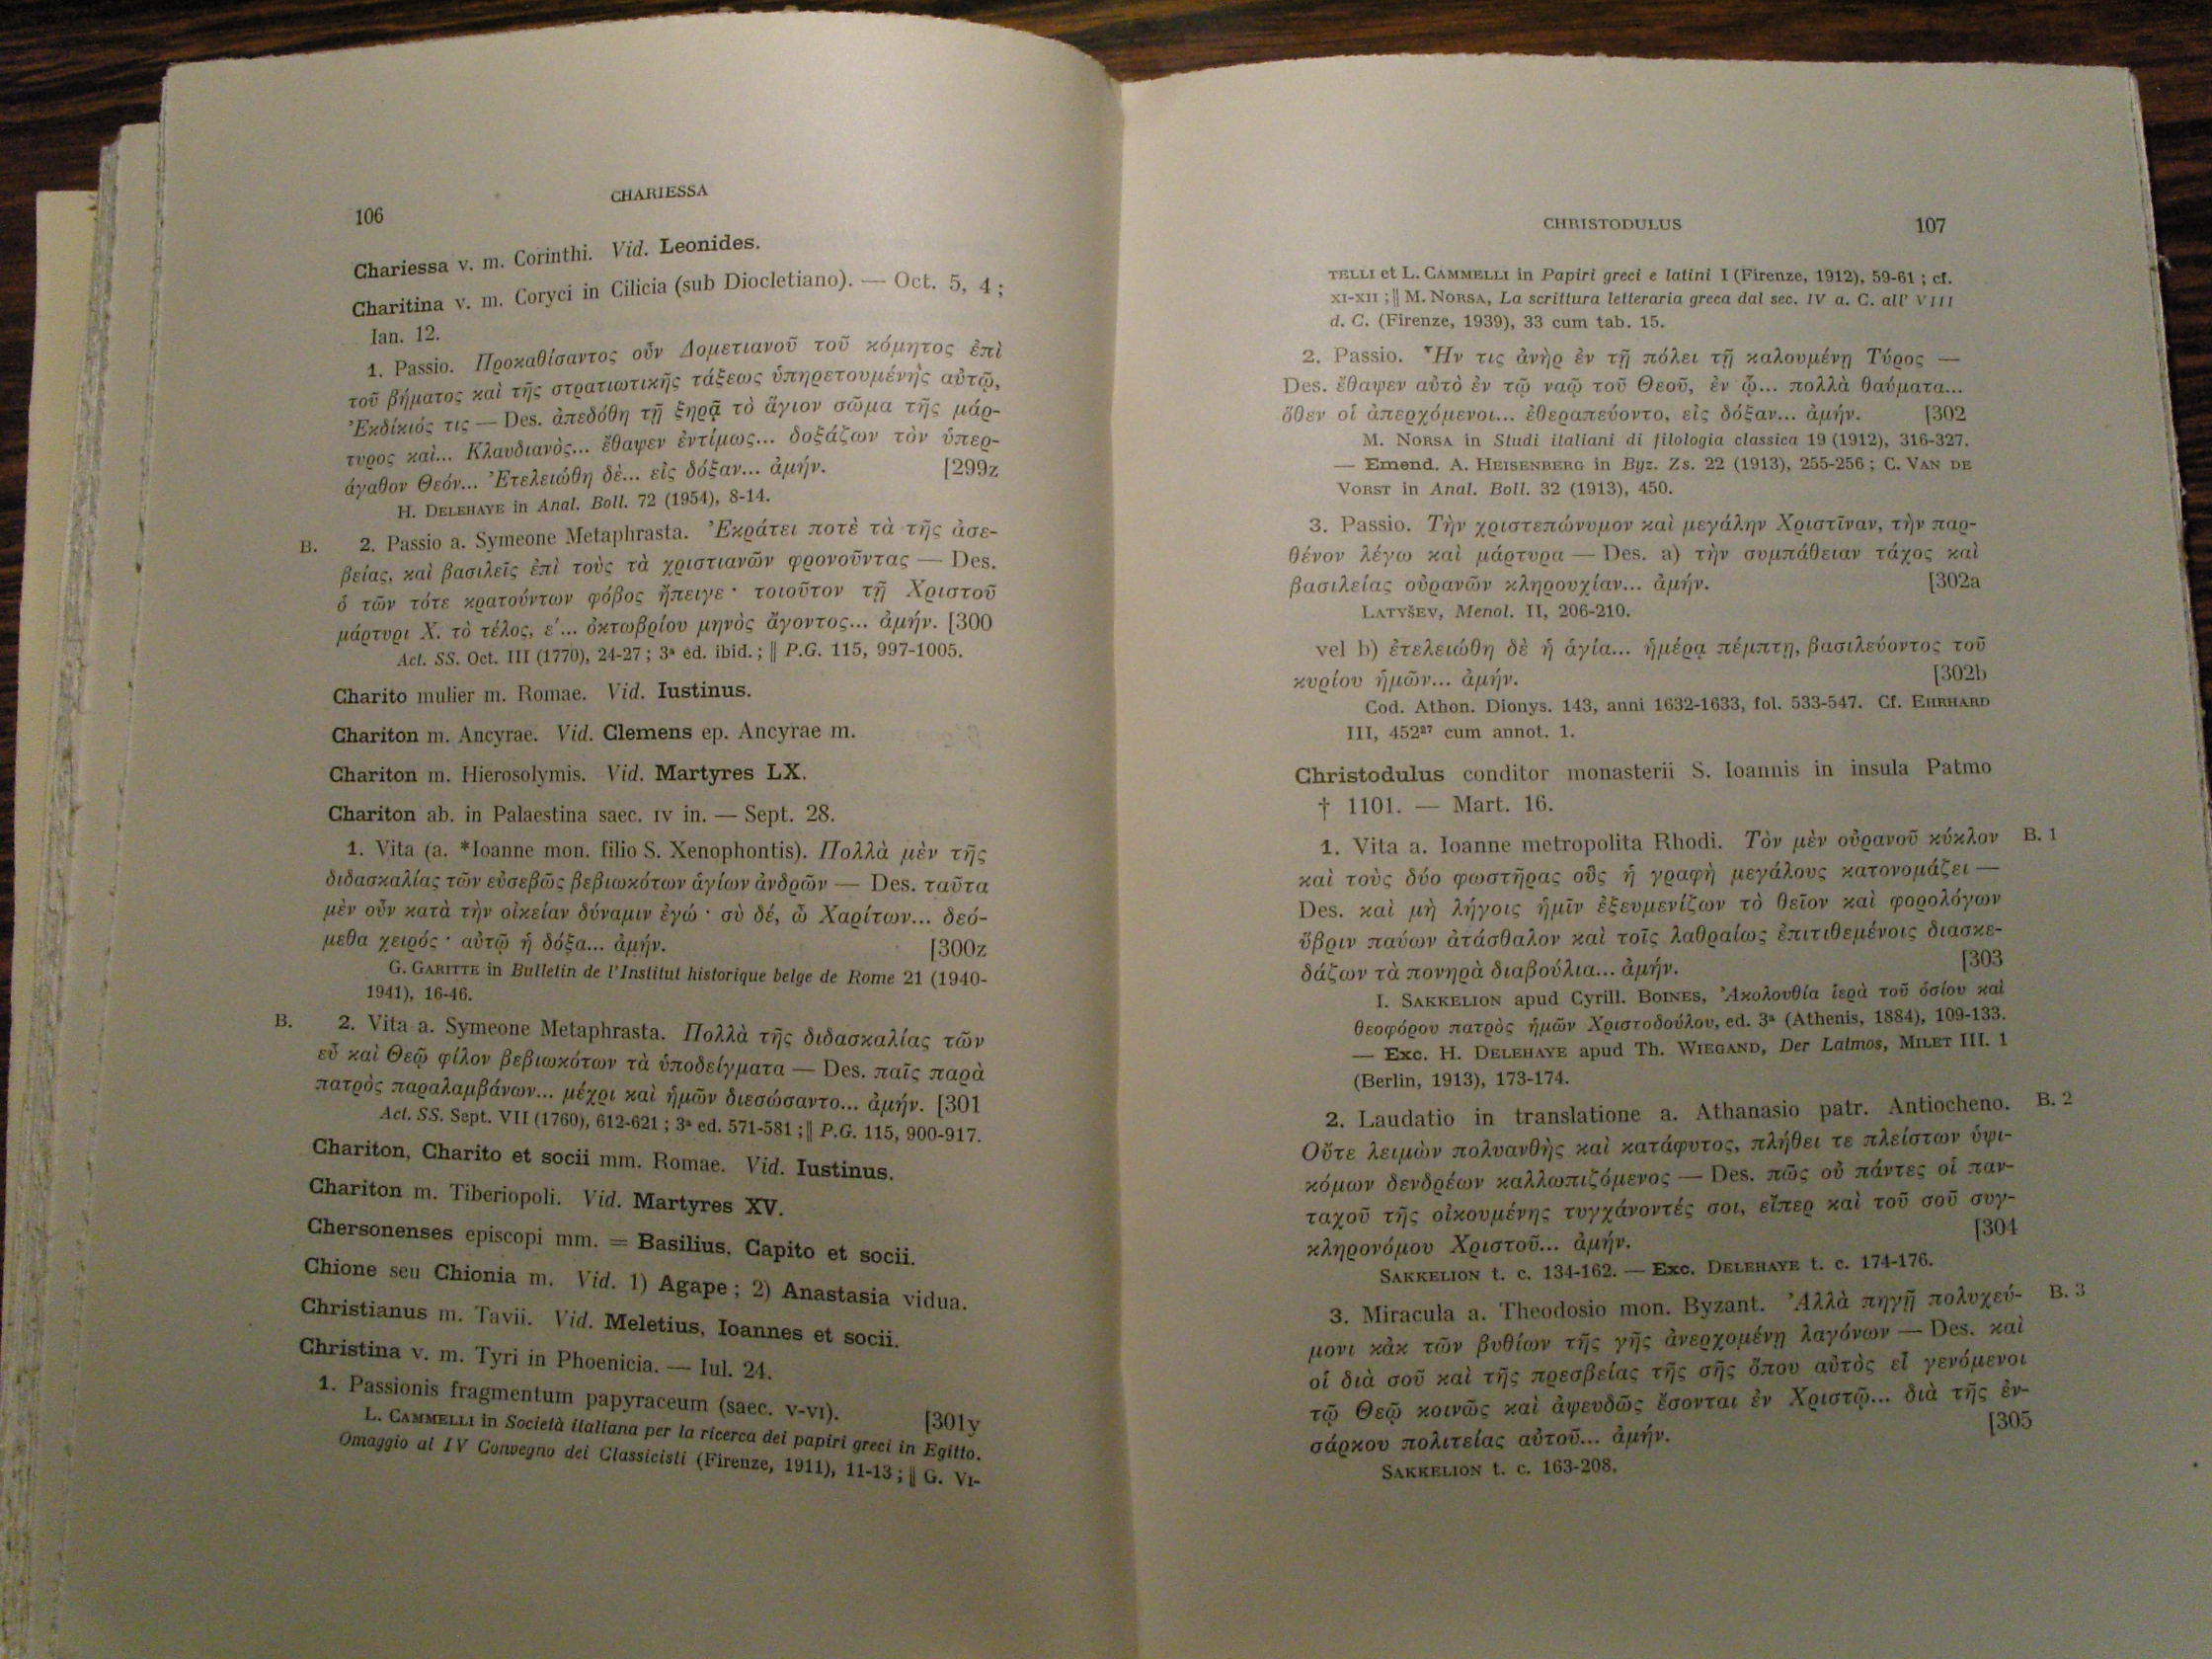 106
CHARIESSA
Chariessa v. m. Corinthi. Vid. Leonides.
Charitina v. m. Coryci in Cilicia (sub Diocletiano). — Oct. 5, 4 ;
Ian. 12.
1. Passio. Προκαθίσαντος οὖν Δομετιανοῦ τοῦ κόμητος ἐπὶ
τοῦ βήματος καὶ τῆς στρατιωτικῆς τάξεως ὑπηρετουμένης αὐτῷ,
Ἐκδίκιός τις — Des. ἀπεδόθη τῇ ξηρᾷ τὸ ἅγιον σῶμα τῆς μάρ-
τυρος καὶ... Κλαυδιανὸς... ἔθαψεν ἐντίμως... δοξάζων τὸν ὑπερ-
άγαθον Θεόν... Ἐτελειώθη δὲ... εἰς δόξαν... ἀμήν. [299z
H. DELEHAYE in Anal. Boll. 72 (1954), 8-14.
B. 2. Passio a. Symeone Metaphrasta. Ἐκράτει ποτὲ τὰ τῆς ἀσε-
βείας, καὶ βασιλεῖς ἐπὶ τοὺς τὰ χριστιανῶν φρονοῦντας — Des.
ὁ τῶν τότε κρατούντων φόβος ἤπειγε · τοιοῦτον τῇ Χριστοῦ
μάρτυρι Χ. τὸ τέλος, ε′... ὀκτωβρίου μηνὸς ἄγοντος... ἀμήν. [300
Act. SS. Oct. III (1770), 24-27 ; 3ª ed. ibid. ; || P.G. 115, 997-1005.
Charito mulier m. Romae. Vid. Iustinus.
Chariton m. Ancyrae. Vid. Clemens ep. Ancyrae m.
Chariton m. Hierosolymis. Vid. Martyres LX.
Chariton ab. in Palaestina saec. IV in. — Sept. 28.
1. Vita (a. *Ioanne mon. filio S. Xenophontis). Πολλὰ μὲν τῆς
διδασκαλίας τῶν εὐσεβῶς βεβιωκότων ἁγίων ἀνδρῶν — Des. ταῦτα
μὲν οὖν κατὰ τὴν οἰκείαν δύναμιν ἐγώ · σὺ δέ, ὦ Χαρίτων... δεό-
μεθα χειρός · αὐτῷ ἡ δόξα... ἀμήν. [300z
G. GARITTE in Bulletin de l'Institut historique belge de Rome 21 (1940-
1941), 16-46.
B. 2. Vita a. Symeone Metaphrasta. Πολλὰ τῆς διδασκαλίας τῶν
εὖ καὶ Θεῷ φίλον βεβιωκότων τὰ ὑποδείγματα — Des. παῖς παρὰ
πατρὸς παραλαμβάνων... μέχρι καὶ ἡμῶν διεσώσαντο... ἀμήν. [301
Act. SS. Sept. VII (1760), 612-621 ; 3ª ed. 571-581 ; || P.G. 115, 900-917.
Chariton, Charito et socii mm. Romae. Vid. Iustinus.
Chariton m. Tiberiopoli. Vid. Martyres XV.
Chersonenses episcopi mm. = Basilius, Capito et socii.
Chione seu Chionia m. Vid. 1) Agape ; 2) Anastasia vidua.
Christianus m. Tavii. Vid. Meletius, Ioannes et socii.
Christina v. m. Tyri in Phoenicia. — Iul. 24.
1. Passionis fragmentum papyraceum (saec. V-VI). [301y
L. CAMMELLI in Società italiana per la ricerca dei papiri greci in Egitto.
Omaggio al IV Convegno dei Classicisti (Firenze, 1911), 11-13 ; || G. VI-
CHRISTODULUS
107
TELLI et L. CAMMELLI in Papiri greci e latini I (Firenze, 1912), 59-61 ; cf.
XI-XII ; || M. NORSA, La scrittura letteraria greca dal sec. IV a. C. all' VIII
d. C. (Firenze, 1939), 33 cum tab. 15.
2. Passio. Ἦν τις ἀνὴρ ἐν τῇ πόλει τῇ καλουμένῃ Τύρος —
Des. ἔθαψεν αὐτὸ ἐν τῷ ναῷ τοῦ Θεοῦ, ἐν ᾧ... πολλὰ θαύματα...
ὅθεν οἱ ἀπερχόμενοι... ἐθεραπεύοντο, εἰς δόξαν... ἀμήν. [302
M. NORSA in Studi italiani di filologia classica 19 (1912), 316-327.
— Emend. A. HEISENBERG in Byz. Zs. 22 (1913), 255-256 ; C. VAN DE
VORST in Anal. Boll. 32 (1913), 450.
3. Passio. Τὴν χριστεπώνυμον καὶ μεγάλην Χριστῖναν, τὴν παρ-
θένον λέγω καὶ μάρτυρα — Des. a) τὴν συμπάθειαν τάχος καὶ
βασιλείας οὐρανῶν κληρουχίαν... ἀμήν. [302a
LATYŠEV, Menol. II, 206-210.
vel b) ἐτελειώθη δὲ ἡ ἁγία... ἡμέρᾳ πέμπτῃ, βασιλεύοντος τοῦ
κυρίου ἡμῶν... ἀμήν. [302b
Cod. Athon. Dionys. 143, anni 1632-1633, fol. 533-547. Cf. EHRHARD
III, 452²⁷ cum annot. 1.
Christodulus conditor monasterii S. Ioannis in insula Patmo
† 1101. — Mart. 16.
1. Vita a. Ioanne metropolita Rhodi. Τὸν μὲν οὐρανοῦ κύκλον B. 1
καὶ τοὺς δύο φωστῆρας οὓς ἡ γραφὴ μεγάλους κατονομάζει —
Des. καὶ μὴ λήγοις ἡμῖν ἐξευμενίζων τὸ θεῖον καὶ φορολόγων
ὕβριν παύων ἀτάσθαλον καὶ τοῖς λαθραίως ἐπιτιθεμένοις διασκε-
δάζων τὰ πονηρὰ διαβούλια... ἀμήν. [303
I. SAKKELION apud Cyrill. BOINES, Ἀκολουθία ἱερὰ τοῦ ὁσίου καὶ
θεοφόρου πατρὸς ἡμῶν Χριστοδούλου, ed. 3ª (Athenis, 1884), 109-133.
— Exc. H. DELEHAYE apud Th. WIEGAND, Der Latmos, MILET III. 1
(Berlin, 1913), 173-174.
2. Laudatio in translatione a. Athanasio patr. Antiocheno. B. 2
Οὔτε λειμὼν πολυανθὴς καὶ κατάφυτος, πλήθει τε πλείστων ὑψι-
κόμων δενδρέων καλλωπιζόμενος — Des. πῶς οὐ πάντες οἱ παν-
ταχοῦ τῆς οἰκουμένης τυγχάνοντές σοι, εἴπερ καὶ τοῦ σοῦ συγ-
κληρονόμου Χριστοῦ... ἀμήν. [304
SAKKELION t. c. 134-162. — Exc. DELEHAYE t. c. 174-176.
3. Miracula a. Theodosio mon. Byzant. Ἀλλὰ πηγῇ πολυχεύ- B. 3
μονι κἀκ τῶν βυθίων τῆς γῆς ἀνερχομένῃ λαγόνων — Des. καὶ
οἱ διὰ σοῦ καὶ τῆς πρεσβείας τῆς σῆς ὅπου αὐτὸς εἶ γενόμενοι
τῷ Θεῷ κοινῶς καὶ ἀψευδῶς ἔσονται ἐν Χριστῷ... διὰ τῆς ἐν-
σάρκου πολιτείας αὐτοῦ... ἀμήν. [305
SAKKELION t. c. 163-208.